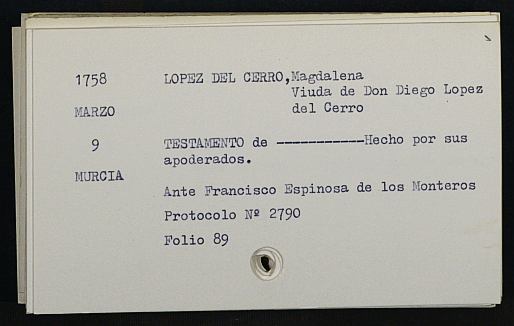 1758 LOPEZ DEL CERRO,Magdalena
Viuda de Don Diego Lopez
MARZO del Cerro
9 TESTAMENTO de -----------Hecho por sus
apoderados.
MURCIA
Ante Francisco Espinosa de los Monteros
Protocolo Nº 2790
Folio 89